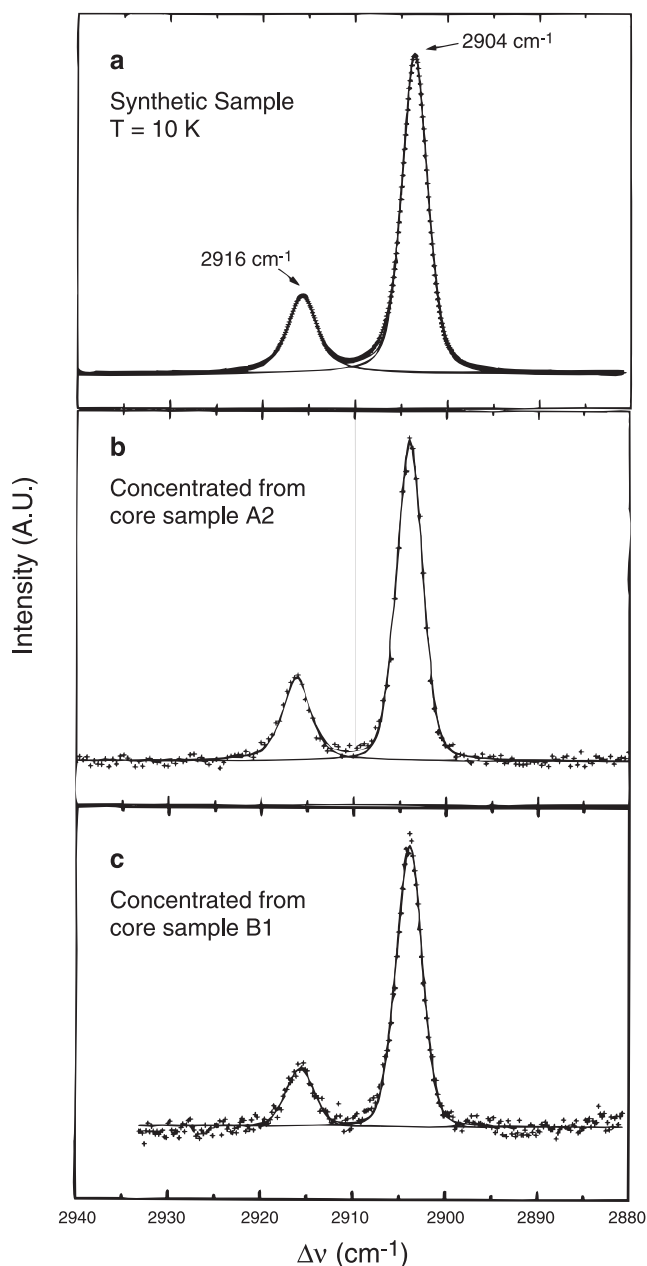 a
2904 cm-1
Synthetic Sample
T = 10 K
2916 cm-1
b
Concentrated from
core sample A2
Intensity (A.U.)
c
Concentrated from
core sample B1
2940 2930 2920 2910 2900 2890 2880
Δν (cm-1)